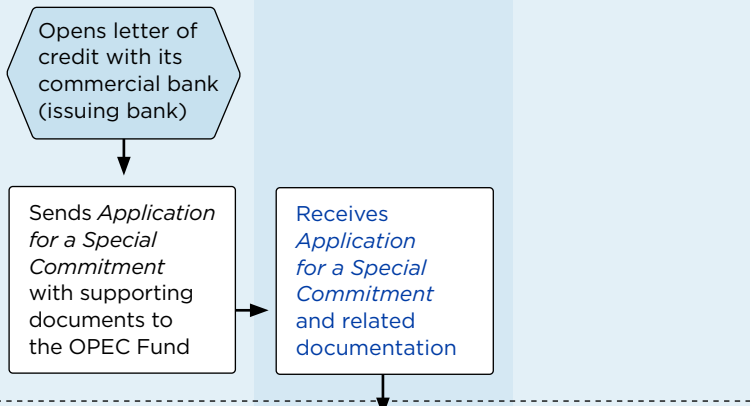 Opens letter of
credit with its
commercial bank
(issuing bank)
Sends Application
for a Special
Commitment
with supporting
documents to
the OPEC Fund
Receives
Application
for a Special
Commitment
and related
documentation